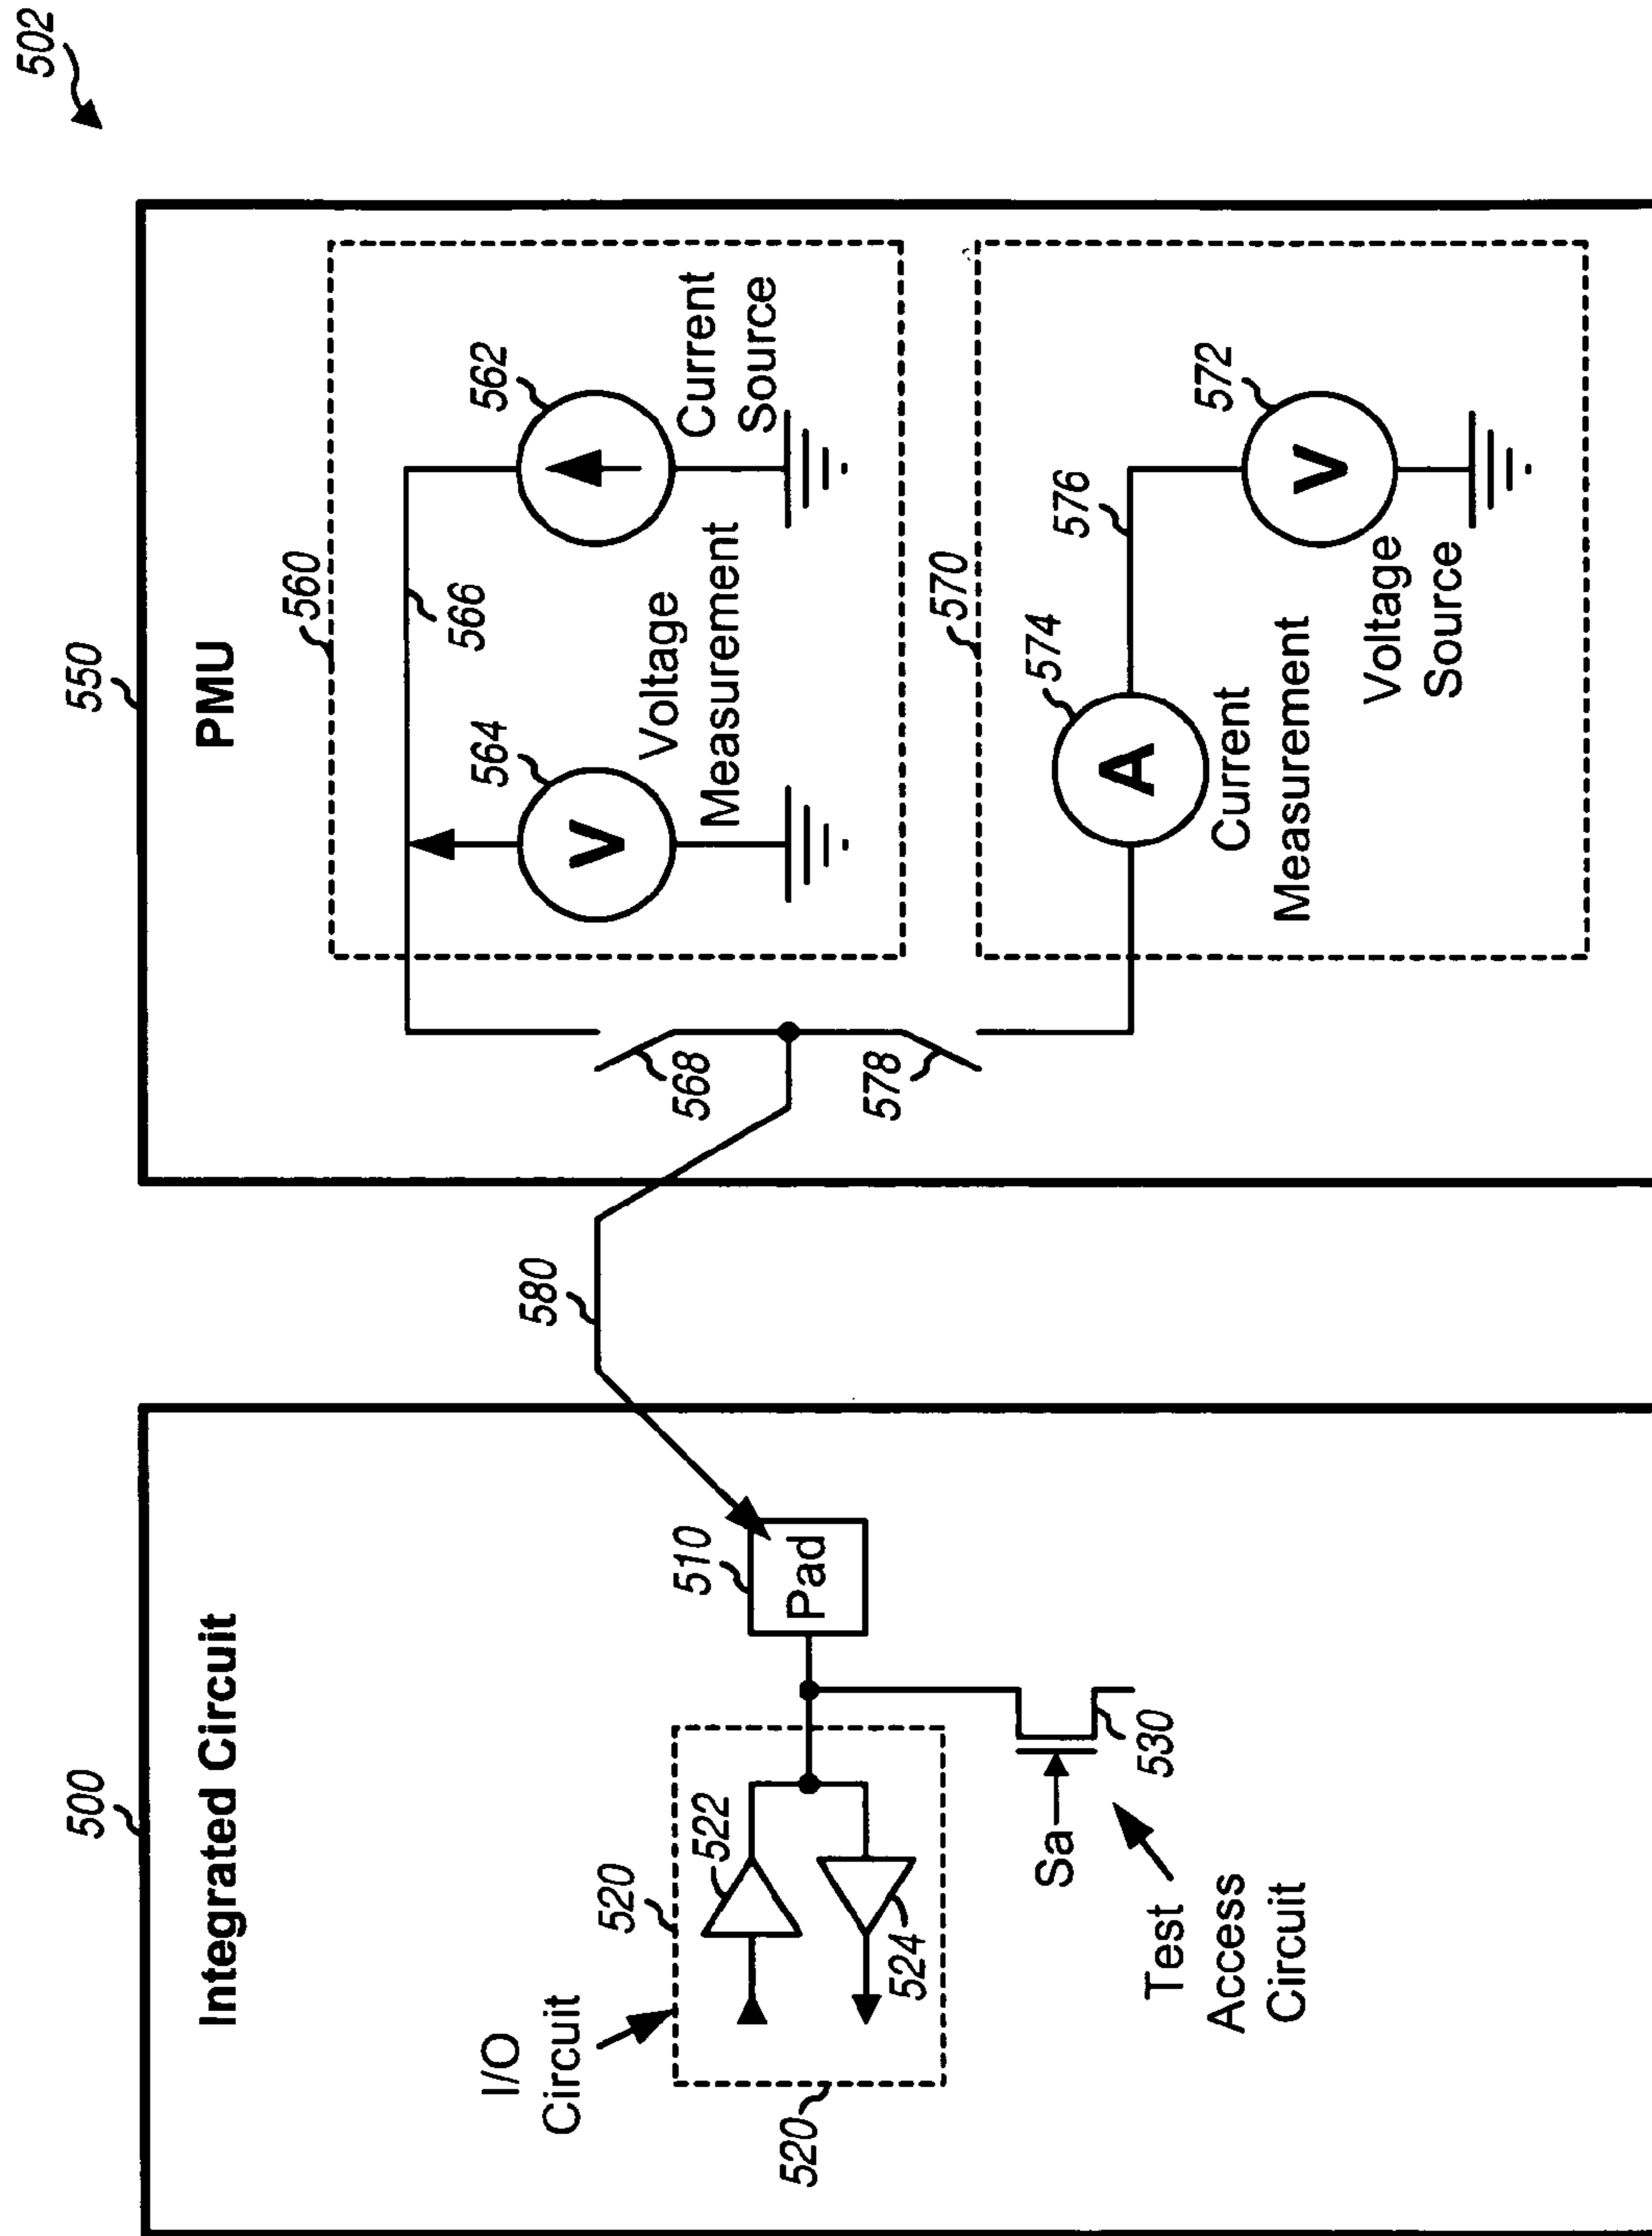 502
500
Integrated Circuit
I/O
Circuit
520
522
520
524
510
Pad
Sa
530
Test
Access
Circuit
580
550
PMU
560
566
564
V
Voltage
Measurement
562
Current
Source
568
578
570
574
A
Current
Measurement
576
572
V
Voltage
Source